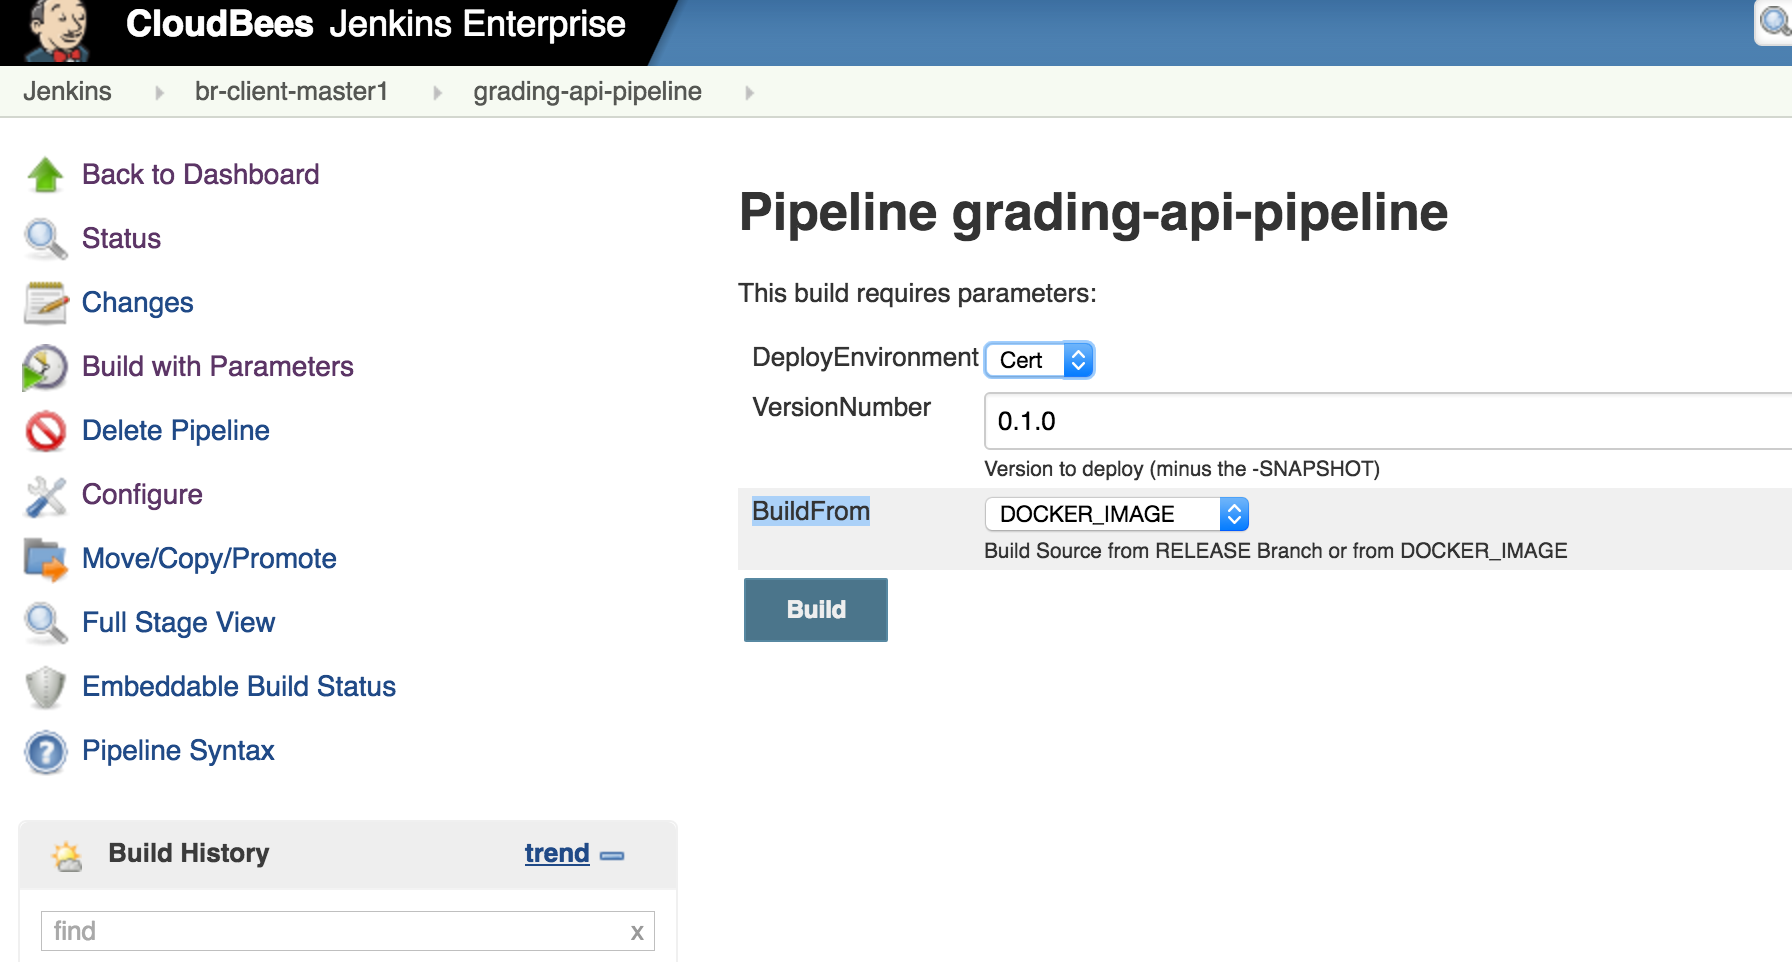 CloudBees Jenkins Enterprise
Jenkins br-client-master1 grading-api-pipeline
Back to Dashboard
Status
Changes
Build with Parameters
Delete Pipeline
Configure
Move/Copy/Promote
Full Stage View
Embeddable Build Status
Pipeline Syntax
Build History trend
find x
Pipeline grading-api-pipeline
This build requires parameters:
DeployEnvironment Cert
VersionNumber 0.1.0
Version to deploy (minus the -SNAPSHOT)
BuildFrom DOCKER_IMAGE
Build Source from RELEASE Branch or from DOCKER_IMAGE
Build